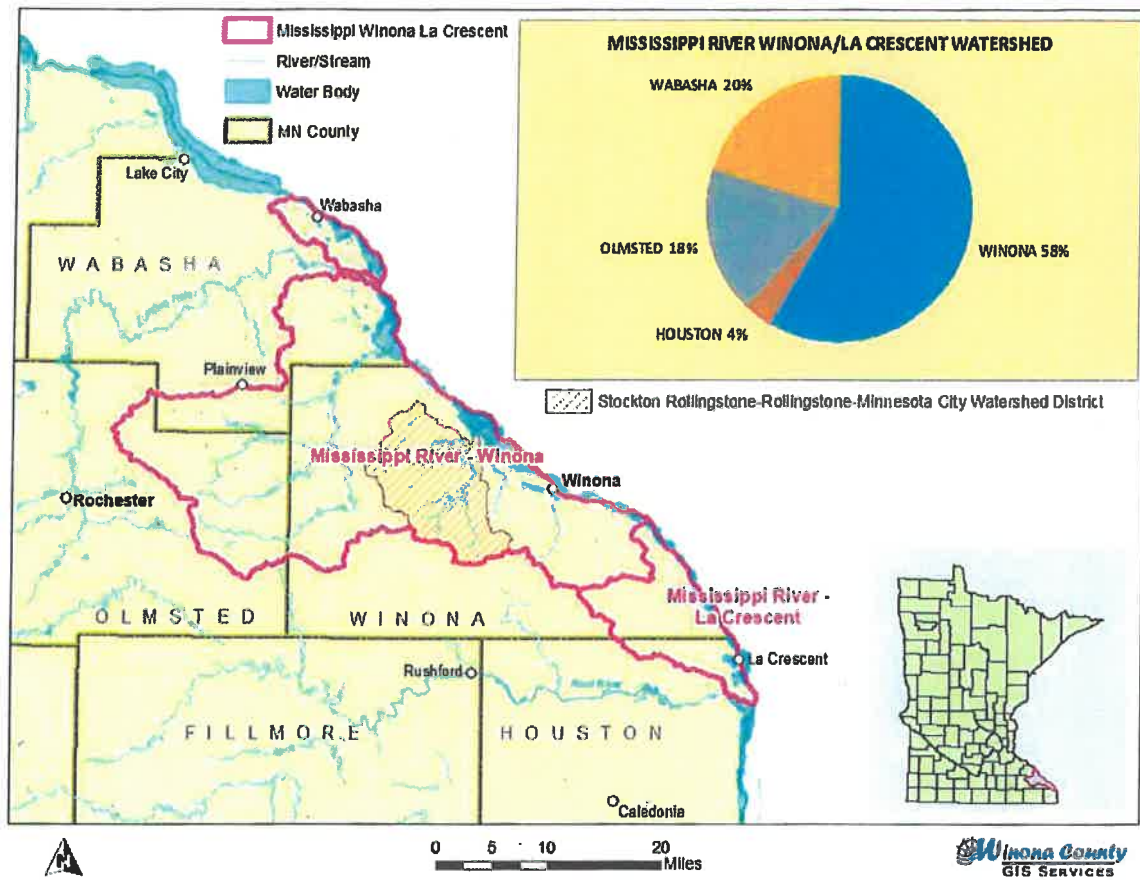 Mississippi Winona La Crescent
River/Stream
Water Body
MN County
MISSISSIPPI RIVER WINONA/LA CRESCENT WATERSHED
WABASHA 20%
OLMSTED 18%
WINONA 58%
HOUSTON 4%
Stockton Rollingstone-Rollingstone-Minnesota City Watershed District
Lake City
Wabasha
WABASHA
Plainview
Mississippi River - Winona
Winona
Rochester
Mississippi River -
La Crescent
OLMSTED
WINONA
La Crescent
Rushford
Root River
FILLMORE
HOUSTON
Caledonia
N
0 5 10 20
Miles
Winona County
GIS SERVICES